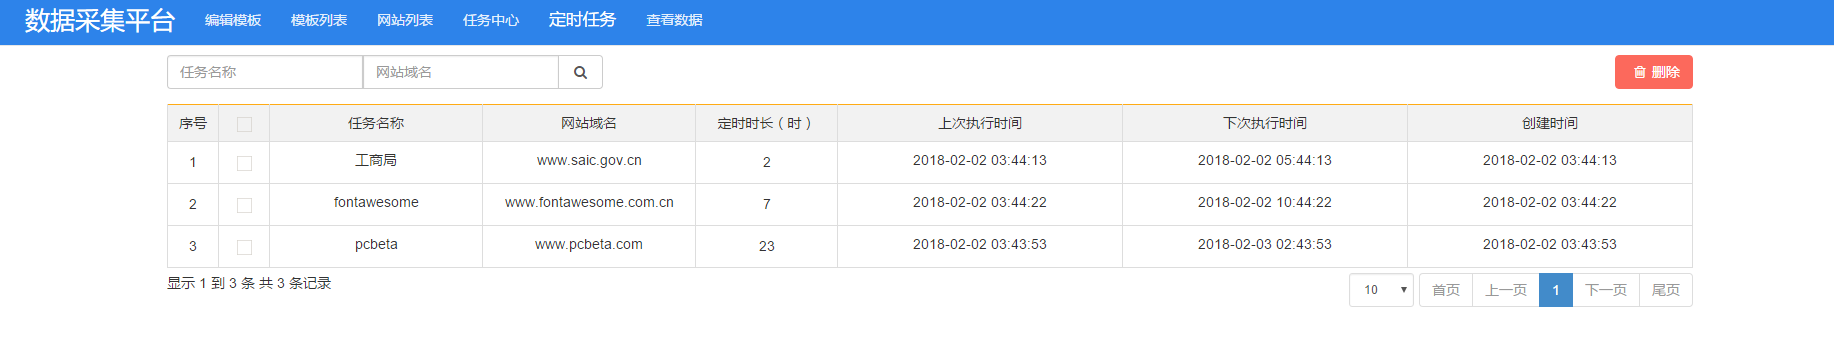 数据采集平台 编辑模板 模板列表 网站列表 任务中心 定时任务 查看数据
任务名称 网站域名 删除
序号 任务名称 网站域名 定时时长（时） 上次执行时间 下次执行时间 创建时间
1 工商局 www.saic.gov.cn 2 2018-02-02 03:44:13 2018-02-02 05:44:13 2018-02-02 03:44:13
2 fontawesome www.fontawesome.com.cn 7 2018-02-02 03:44:22 2018-02-02 10:44:22 2018-02-02 03:44:22
3 pcbeta www.pcbeta.com 23 2018-02-02 03:43:53 2018-02-03 02:43:53 2018-02-02 03:43:53
显示 1 到 3 条 共 3 条记录 10 首页 上一页 1 下一页 尾页